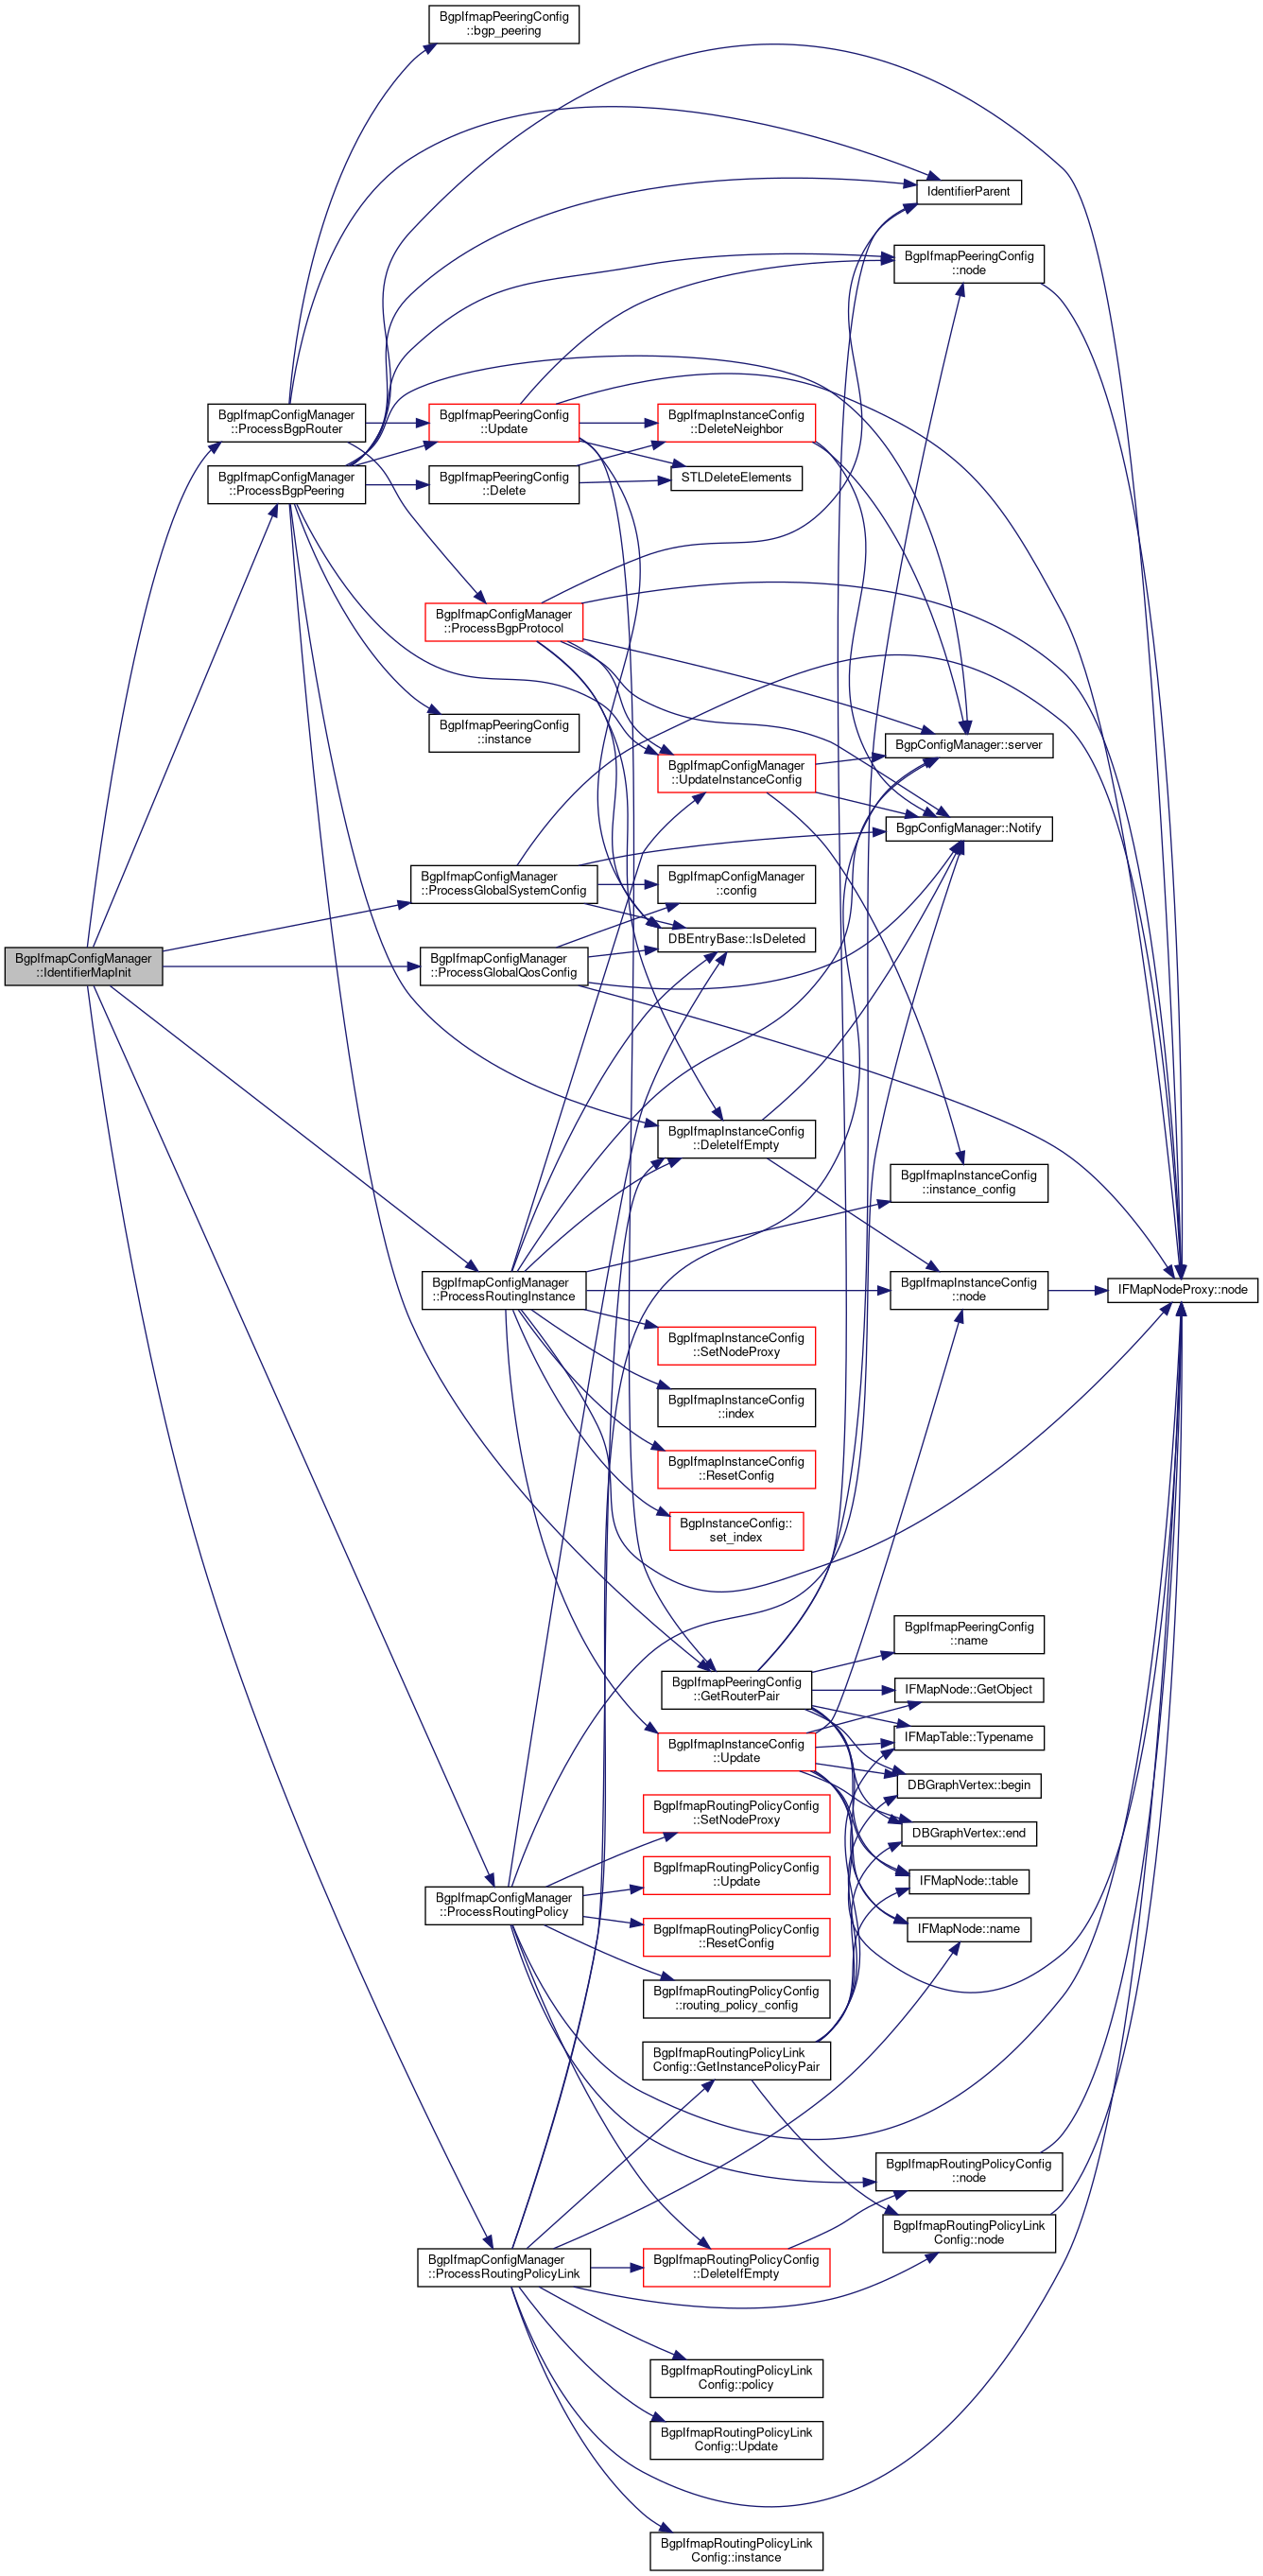 BgpIfmapPeeringConfig
::bgp_peering
IdentifierParent
BgpIfmapPeeringConfig
::node
BgpIfmapConfigManager
::ProcessBgpRouter
BgpIfmapPeeringConfig
::Update
BgpIfmapInstanceConfig
::DeleteNeighbor
BgpIfmapConfigManager
::ProcessBgpPeering
BgpIfmapPeeringConfig
::Delete
STLDeleteElements
BgpIfmapConfigManager
::ProcessBgpProtocol
BgpIfmapPeeringConfig
::instance
BgpConfigManager::server
BgpIfmapConfigManager
::UpdateInstanceConfig
BgpConfigManager::Notify
BgpIfmapConfigManager
::ProcessGlobalSystemConfig
BgpIfmapConfigManager
::config
DBEntryBase::IsDeleted
BgpIfmapConfigManager
::IdentifierMapInit
BgpIfmapConfigManager
::ProcessGlobalQosConfig
BgpIfmapInstanceConfig
::DeleteIfEmpty
BgpIfmapInstanceConfig
::instance_config
BgpIfmapConfigManager
::ProcessRoutingInstance
BgpIfmapInstanceConfig
::node
IFMapNodeProxy::node
BgpIfmapInstanceConfig
::SetNodeProxy
BgpIfmapInstanceConfig
::index
BgpIfmapInstanceConfig
::ResetConfig
BgpInstanceConfig::
set_index
BgpIfmapPeeringConfig
::name
BgpIfmapPeeringConfig
::GetRouterPair
IFMapNode::GetObject
BgpIfmapInstanceConfig
::Update
IFMapTable::Typename
DBGraphVertex::begin
BgpIfmapRoutingPolicyConfig
::SetNodeProxy
DBGraphVertex::end
BgpIfmapRoutingPolicyConfig
::Update
IFMapNode::table
BgpIfmapConfigManager
::ProcessRoutingPolicy
BgpIfmapRoutingPolicyConfig
::ResetConfig
IFMapNode::name
BgpIfmapRoutingPolicyConfig
::routing_policy_config
BgpIfmapRoutingPolicyLink
Config::GetInstancePolicyPair
BgpIfmapRoutingPolicyConfig
::node
BgpIfmapRoutingPolicyLink
Config::node
BgpIfmapConfigManager
::ProcessRoutingPolicyLink
BgpIfmapRoutingPolicyConfig
::DeleteIfEmpty
BgpIfmapRoutingPolicyLink
Config::policy
BgpIfmapRoutingPolicyLink
Config::Update
BgpIfmapRoutingPolicyLink
Config::instance